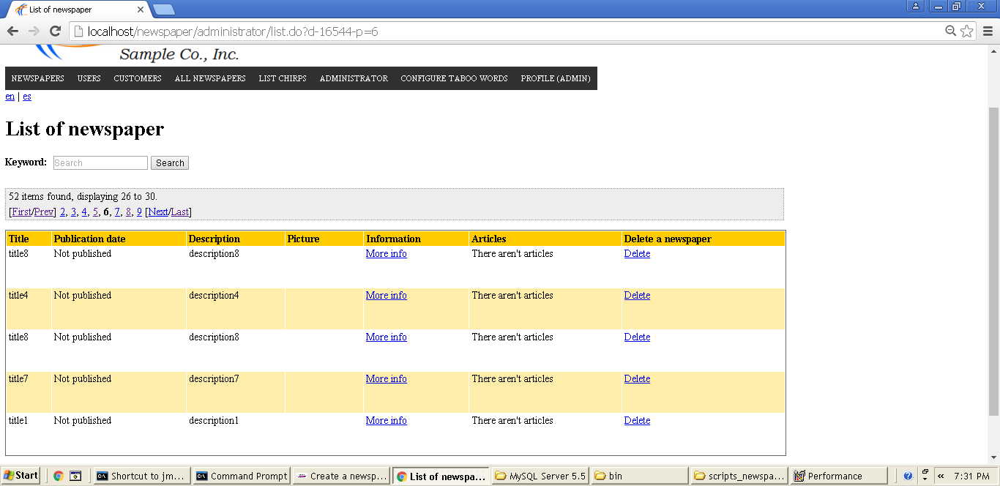 List of newspaper
localhost/newspaper/administrator/list.do?d-16544-p=6
Sample Co., Inc.
NEWSPAPERS USERS CUSTOMERS ALL NEWSPAPERS LIST CHIRPS ADMINISTRATOR CONFIGURE TABOO WORDS PROFILE (ADMIN)
en | es
List of newspaper
Keyword: Search Search
52 items found, displaying 26 to 30.
[First/Prev] 2, 3, 4, 5, 6, 7, 8, 9 [Next/Last]
Title Publication date Description Picture Information Articles Delete a newspaper
title8 Not published description8 More info There aren't articles Delete
title4 Not published description4 More info There aren't articles Delete
title8 Not published description8 More info There aren't articles Delete
title7 Not published description7 More info There aren't articles Delete
title1 Not published description1 More info There aren't articles Delete
Start Shortcut to jm... Command Prompt Create a newsp... List of newspa... MySQL Server 5.5 bin scripts_newspa... Performance 7:31 PM